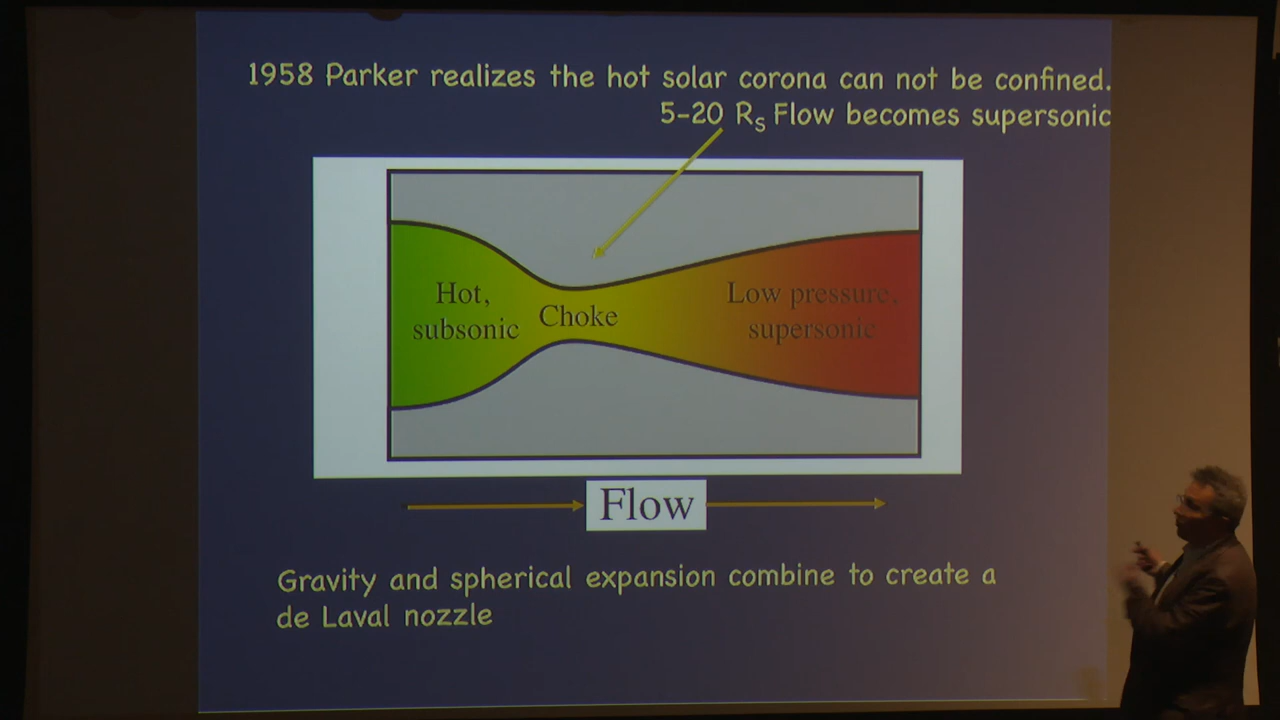 1958 Parker realizes the hot solar corona can not be confined.
5-20 Rs Flow becomes supersonic
Hot,
subsonic
Choke
Low pressure,
supersonic
Flow
Gravity and spherical expansion combine to create a
de Laval nozzle